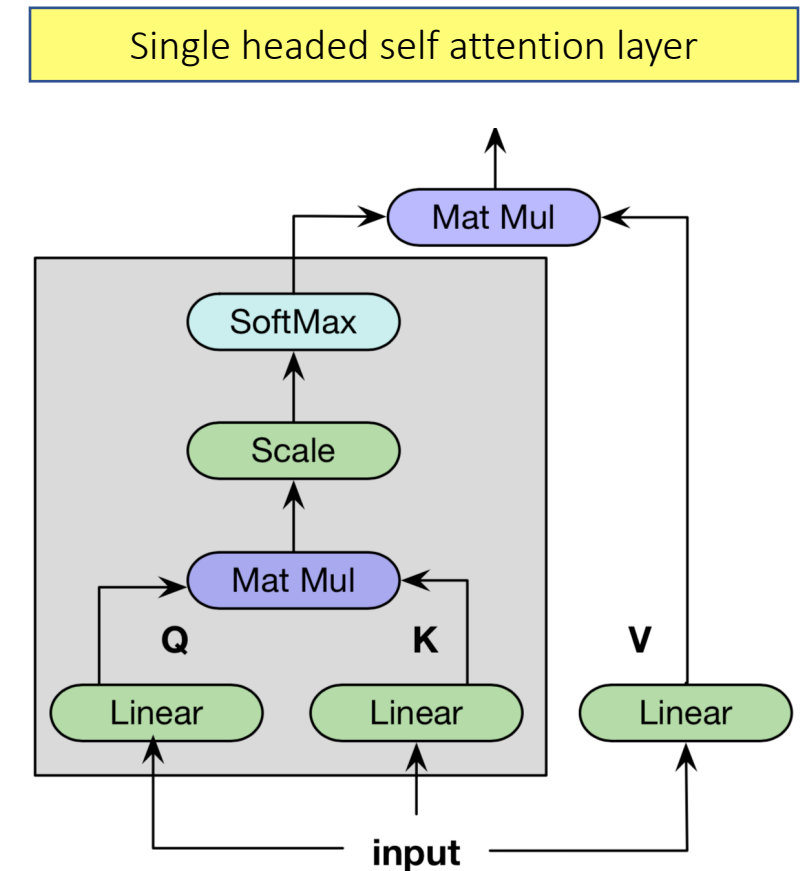 Single headed self attention layer
Mat Mul
SoftMax
Scale
Mat Mul
Q K V
Linear Linear Linear
input